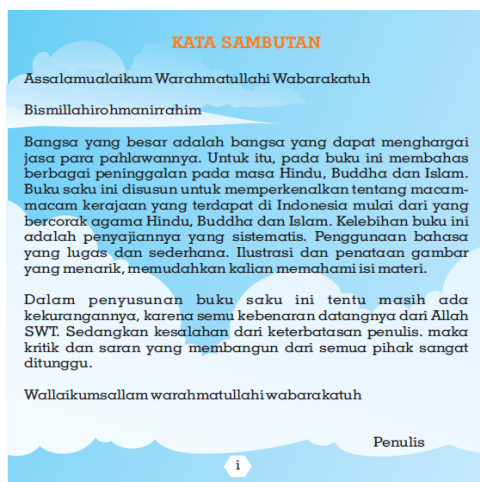 KATA SAMBUTAN
Assalamualaikum Warahmatullahi Wabarakatuh
Bismillahirohmanirrahim
Bangsa yang besar adalah bangsa yang dapat menghargai
jasa para pahlawannya. Untuk itu, pada buku ini membahas
berbagai peninggalan pada masa Hindu, Buddha dan Islam.
Buku saku ini disusun untuk memperkenalkan tentang macam-
macam kerajaan yang terdapat di Indonesia mulai dari yang
bercorak agama Hindu, Buddha dan Islam. Kelebihan buku ini
adalah penyajiannya yang sistematis. Penggunaan bahasa
yang lugas dan sederhana. Ilustrasi dan penataan gambar
yang menarik, memudahkan kalian memahami isi materi.
Dalam penyusunan buku saku ini tentu masih ada
kekurangannya, karena semu kebenaran datangnya dari Allah
SWT. Sedangkan kesalahan dari keterbatasan penulis. maka
kritik dan saran yang membangun dari semua pihak sangat
ditunggu.
Wallaikumsallam warahmatullahi wabarakatuh
Penulis
i